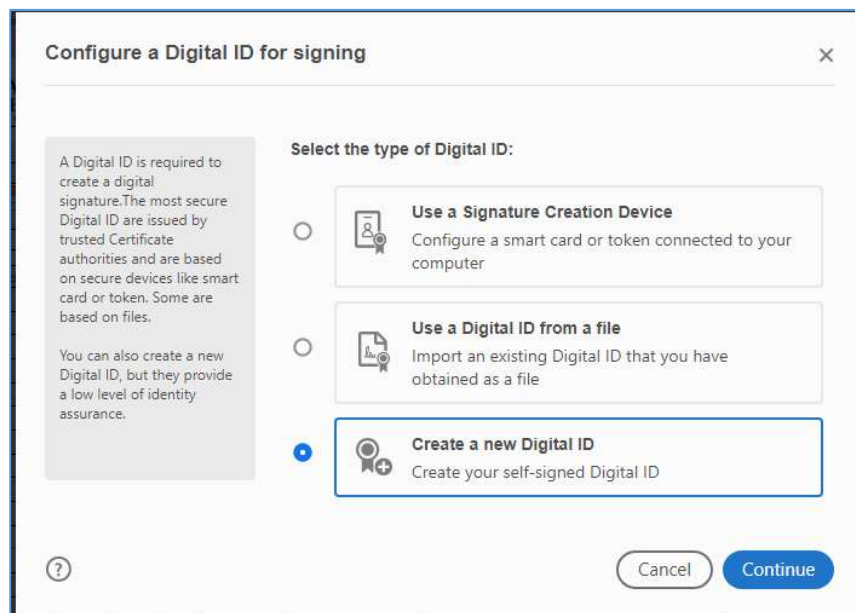 Configure a Digital ID for signing
A Digital ID is required to
create a digital
signature.The most secure
Digital ID are issued by
trusted Certificate
authorities and are based
on secure devices like smart
card or token. Some are
based on files.
You can also create a new
Digital ID, but they provide
a low level of identity
assurance.
Select the type of Digital ID:
Use a Signature Creation Device
Configure a smart card or token connected to your
computer
Use a Digital ID from a file
Import an existing Digital ID that you have
obtained as a file
Create a new Digital ID
Create your self-signed Digital ID
Cancel
Continue